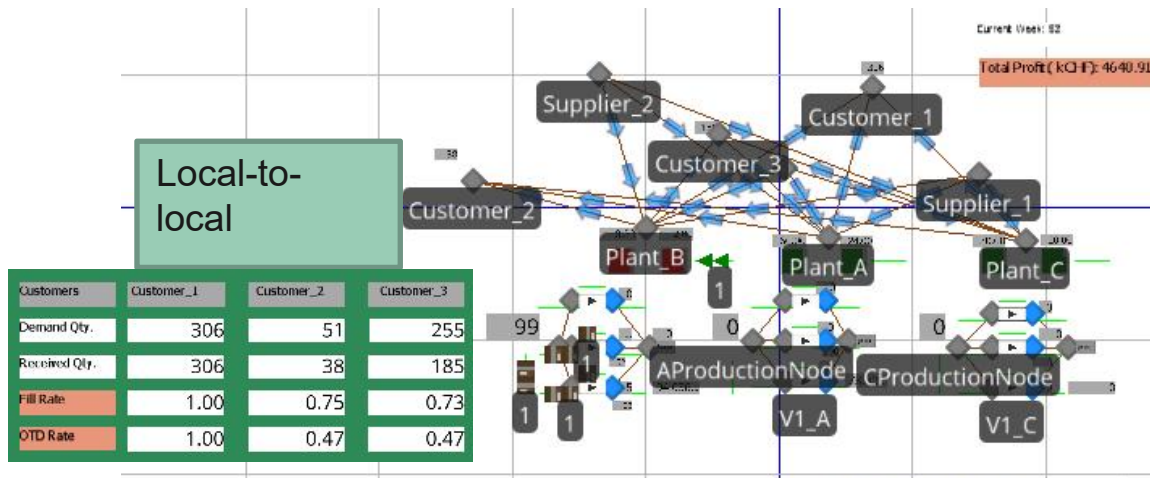 Current Week: 52
Total Profit ( kCHF): 4640.91
Supplier_2
Customer_1
Customer_3
Customer_2
Supplier_1
Plant_B
Plant_A
Plant_C
1
Local-to-
local
Customers Customer_1 Customer_2 Customer_3
Demand Qty. 306 51 255
Received Qty. 306 38 185
Fill Rate 1.00 0.75 0.73
OTD Rate 1.00 0.47 0.47
99 0 0
1
AProductionNode CProductionNode
1 1 V1_A V1_C